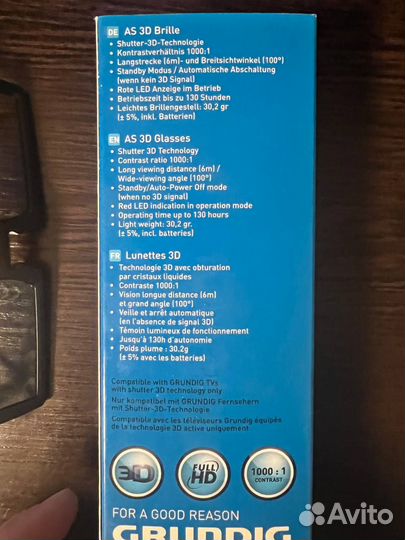 DE AS 3D Brille
• Shutter-3D-Technologie
• Kontrastverhältnis 1000:1
• Langstrecke (6m)- und Breitsichtwinkel (100°)
• Standby Modus / Automatische Abschaltung
(wenn kein 3D Signal)
• Rote LED Anzeige im Betrieb
• Betriebszeit bis zu 130 Stunden
• Leichtes Brillengestell: 30,2 gr
(± 5%, inkl. Batterien)
EN AS 3D Glasses
• Shutter 3D Technology
• Contrast ratio 1000:1
• Long viewing distance (6m) /
Wide-viewing angle (100°)
• Standby/Auto-Power Off mode
(when no 3D signal)
• Red LED indication in operation mode
• Operating time up to 130 hours
• Light weight: 30,2 gr.
(± 5%, incl. batteries)
FR Lunettes 3D
• Technologie 3D avec obturation
par cristaux liquides
• Contraste 1000:1
• Vision longue distance (6m)
et grand angle (100°)
• Veille et arrêt automatique
(en l'absence de signal 3D)
• Témoin lumineux de fonctionnement
• Jusqu'à 130h d'autonomie
• Poids plume : 30.2g
± 5% avec les batteries)
Compatible with GRUNDIG TVs
with shutter 3D technology only
Nur kompatibel mit GRUNDIG Fernsehern
mit Shutter-3D-Technologie
Compatible avec les téléviseurs Grundig équipés
de la technologie 3D active uniquement
3D
FULL
HD
1000 : 1
CONTRAST
FOR A GOOD REASON
GRUNDIG
Avito